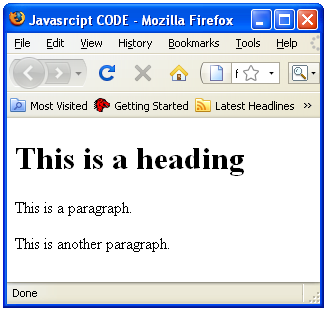 Javasrcipt CODE - Mozilla Firefox
File Edit View History Bookmarks Tools Help
f
Most Visited Getting Started Latest Headlines »
This is a heading
This is a paragraph.
This is another paragraph.
Done